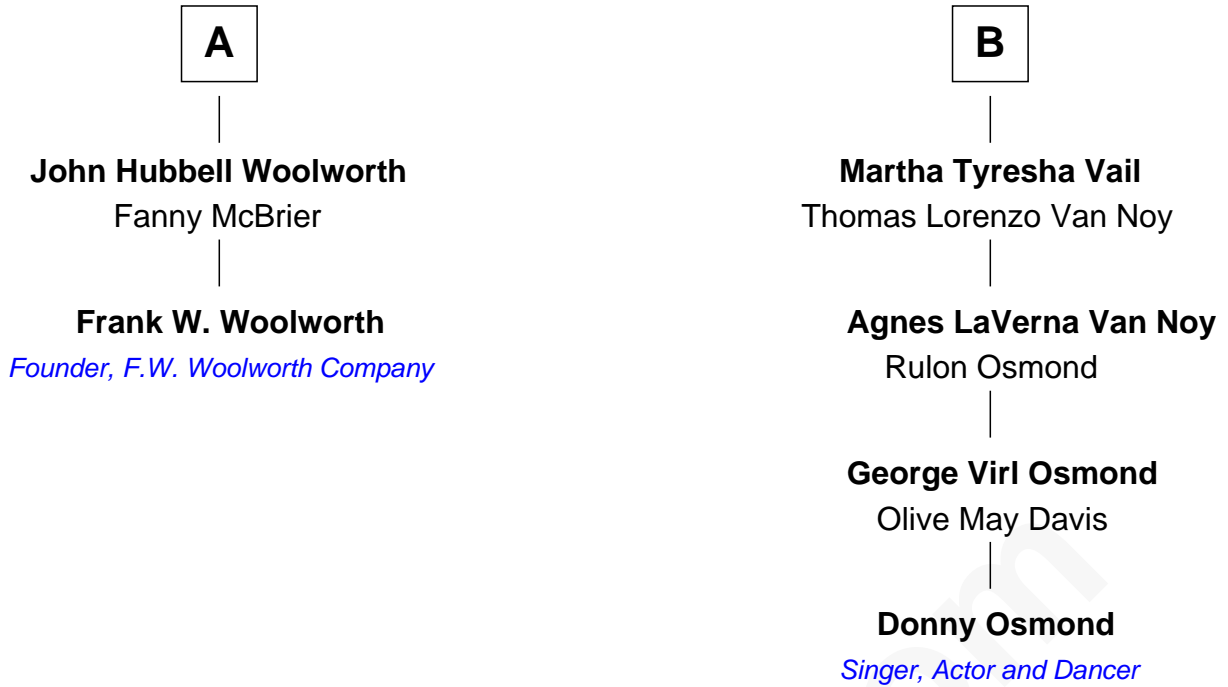 A
John Hubbell Woolworth
Fanny McBrier
Frank W. Woolworth
Founder, F.W. Woolworth Company
B
Martha Tyresha Vail
Thomas Lorenzo Van Noy
Agnes LaVerna Van Noy
Rulon Osmond
George Virl Osmond
Olive May Davis
Donny Osmond
Singer, Actor and Dancer